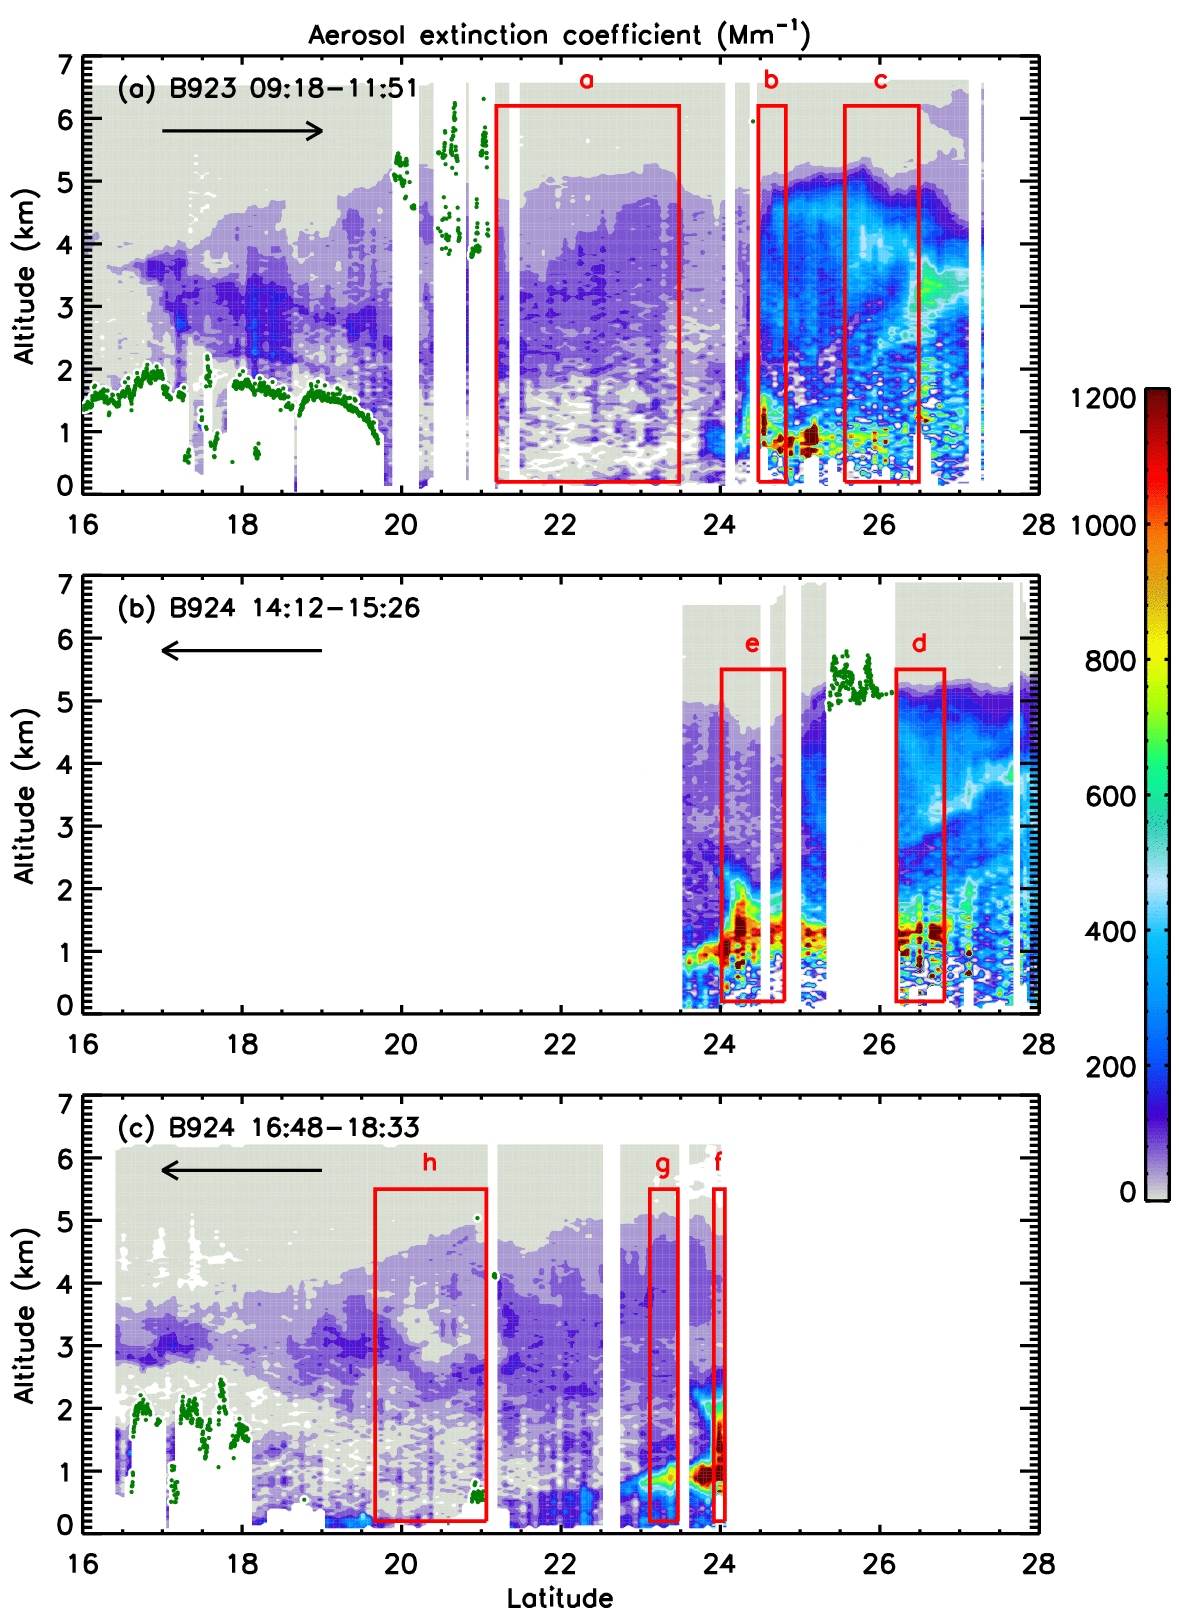 Aerosol extinction coefficient (Mm⁻¹)
(a) B923 09:18−11:51
a
b
c
7
6
5
4
3
2
1
0
Altitude (km)
16 18 20 22 24 26 28
(b) B924 14:12−15:26
e
d
7
6
5
4
3
2
1
0
Altitude (km)
16 18 20 22 24 26 28
(c) B924 16:48−18:33
h
g
f
7
6
5
4
3
2
1
0
Altitude (km)
16 18 20 22 24 26 28
Latitude
1200
1000
800
600
400
200
0